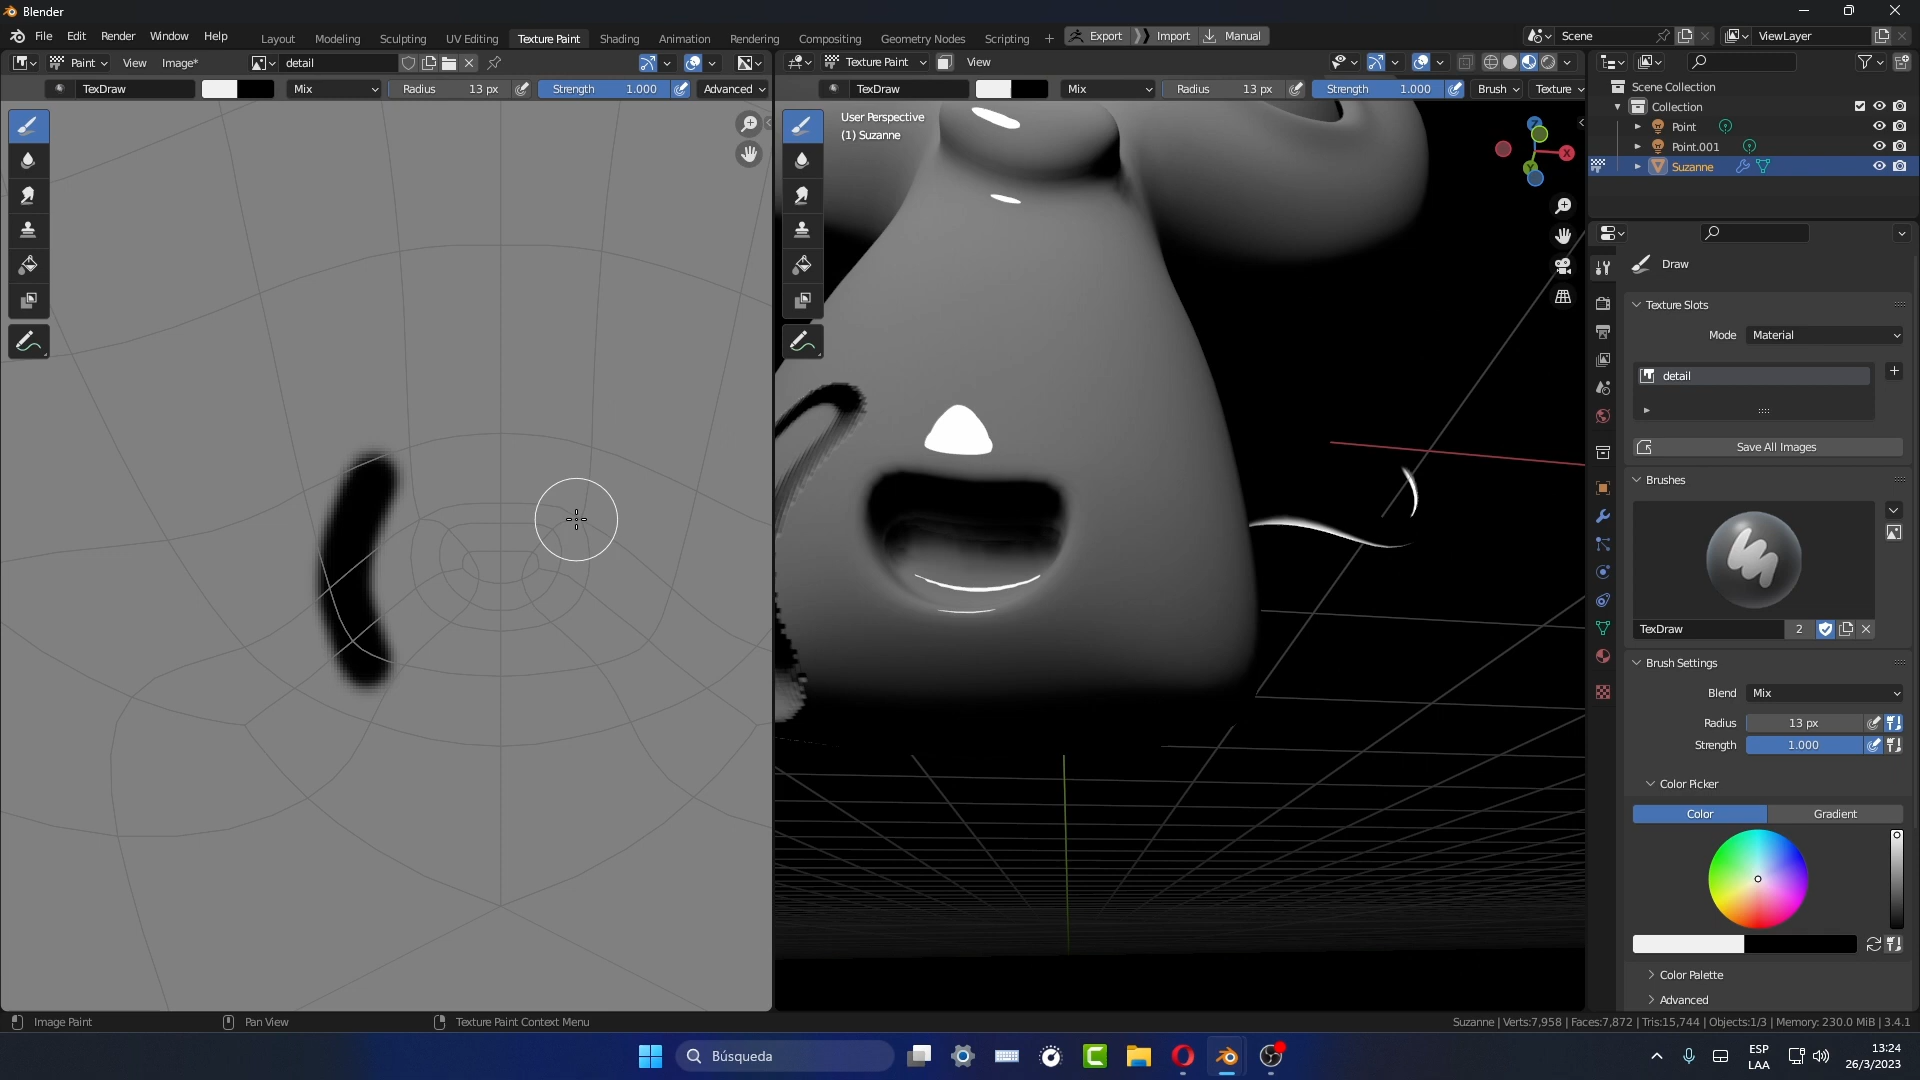 Blender
File Edit Render Window Help Layout Modeling Sculpting UV Editing Texture Paint Shading Animation Rendering Compositing Geometry Nodes Scripting + Export Import Manual Scene ViewLayer
Paint View Image* detail Texture Paint View
TexDraw Mix Radius 13 px Strength 1.000 Advanced TexDraw Mix Radius 13 px Strength 1.000 Brush Texture
Scene Collection
Collection
Point
Point.001
Suzanne
User Perspective
(1) Suzanne
Z
X
Y
Draw
Texture Slots
Mode Material
detail
Save All Images
Brushes
TexDraw 2
Brush Settings
Blend Mix
Radius 13 px
Strength 1.000
Color Picker
Color Gradient
Color Palette
Advanced
Image Paint Pan View Texture Paint Context Menu Suzanne | Verts:7,958 | Faces:7,872 | Tris:15,744 | Objects:1/3 | Memory: 230.0 MiB | 3.4.1
Búsqueda
ESP
LAA
13:24
26/3/2023